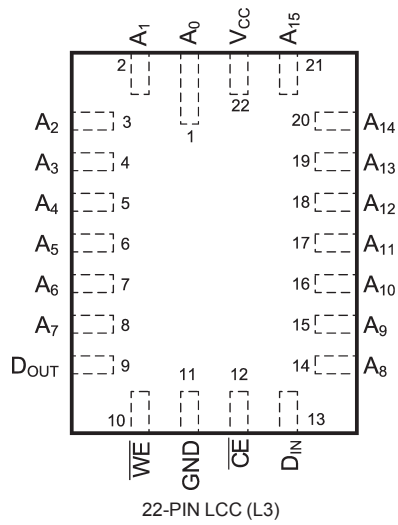 A1 A0 VCC A15
2 21
22
1
A2 3 20 A14
A3 4 19 A13
A4 5 18 A12
A5 6 17 A11
A6 7 16 A10
A7 8 15 A9
DOUT 9 14 A8
11 12
10 13
W̅E̅ GND C̅E̅ DIN
22-PIN LCC (L3)